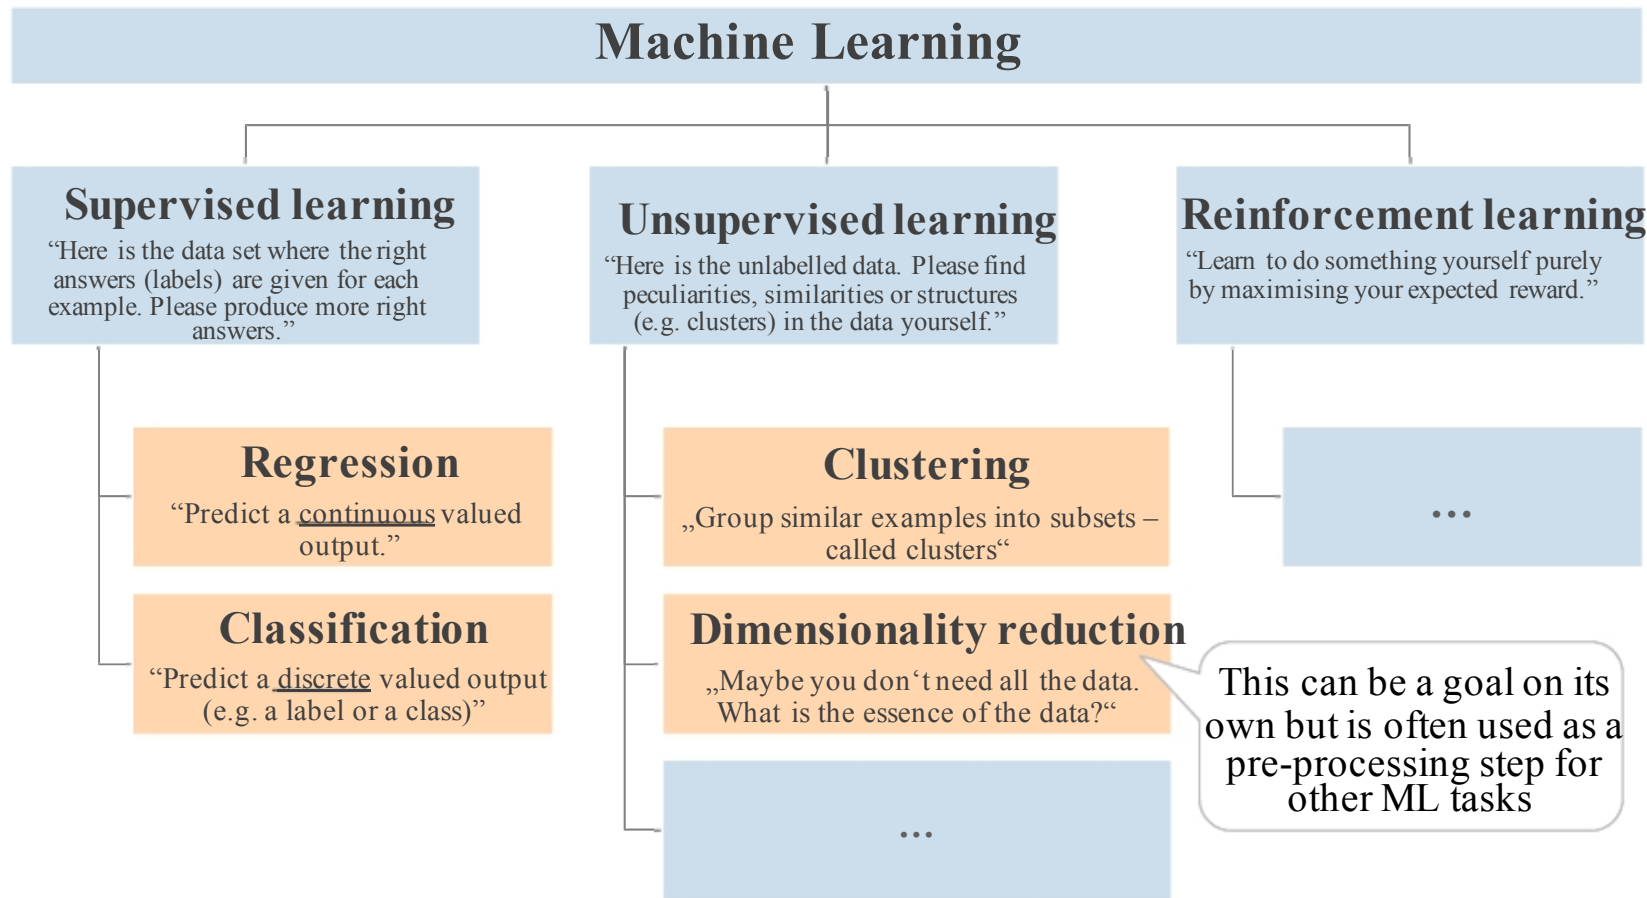 Machine Learning
Supervised learning
“Here is the data set where the right
answers (labels) are given for each
example. Please produce more right
answers.”
Unsupervised learning
“Here is the unlabelled data. Please find
peculiarities, similarities or structures
(e.g. clusters) in the data yourself.”
Reinforcement learning
“Learn to do something yourself purely
by maximising your expected reward.”
Regression
“Predict a continuous valued
output.”
Classification
“Predict a discrete valued output
(e.g. a label or a class)”
Clustering
„Group similar examples into subsets –
called clusters“
Dimensionality reduction
„Maybe you don‘t need all the data.
What is the essence of the data?“
...
...
This can be a goal on its
own but is often used as a
pre-processing step for
other ML tasks